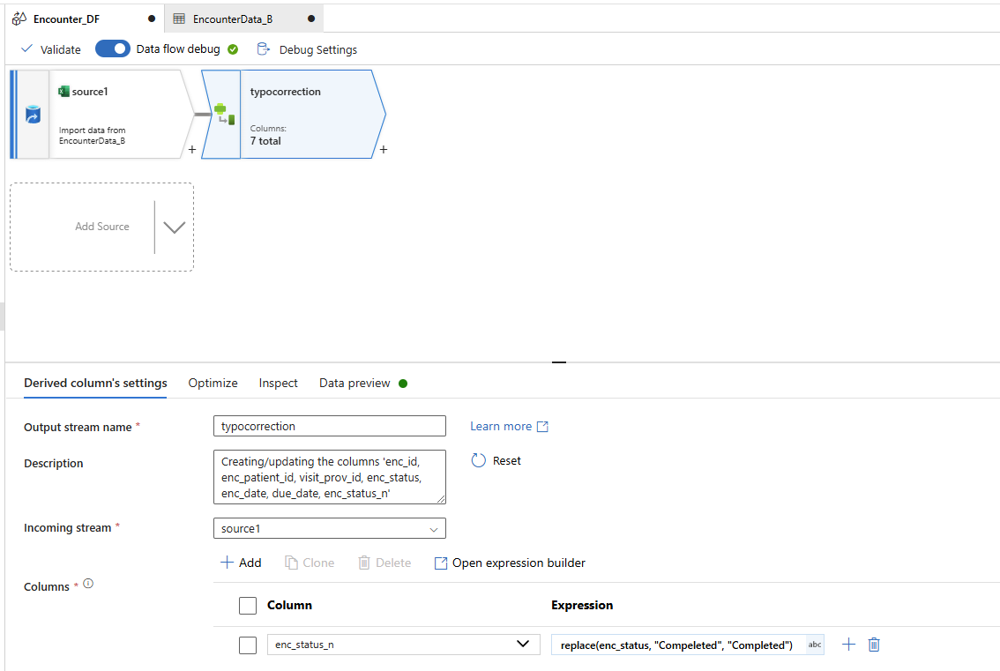 Encounter_DF
EncounterData_B
Validate
Data flow debug
Debug Settings
source1
Import data from
EncounterData_B
+
typocorrection
Columns:
7 total
+
Add Source
Derived column's settings
Optimize
Inspect
Data preview
Output stream name *
typocorrection
Learn more
Description
Creating/updating the columns 'enc_id,
enc_patient_id, visit_prov_id, enc_status,
enc_date, due_date, enc_status_n'
Reset
Incoming stream *
source1
Add
Clone
Delete
Open expression builder
Columns *
Column
Expression
enc_status_n
replace(enc_status, "Compeleted", "Completed")
abc